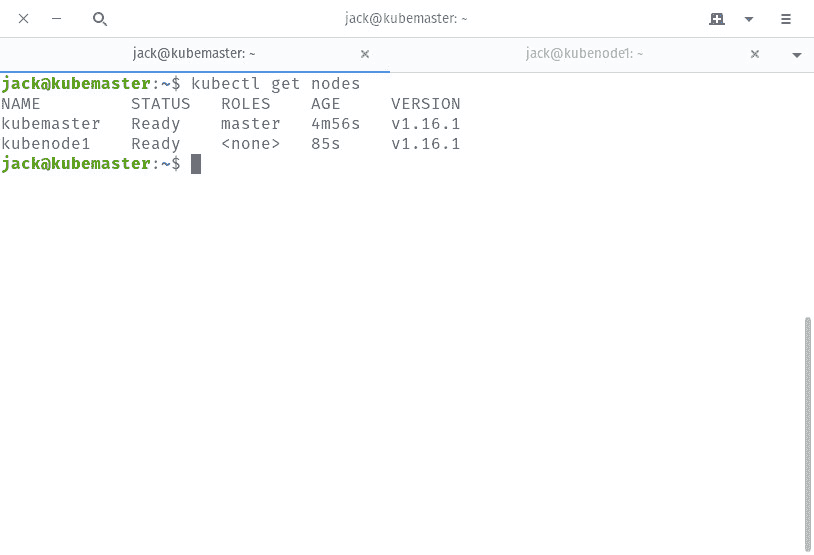 jack@kubemaster: ~
jack@kubemaster: ~ jack@kubenode1: ~
jack@kubemaster:~$ kubectl get nodes
NAME STATUS ROLES AGE VERSION
kubemaster Ready master 4m56s v1.16.1
kubenode1 Ready <none> 85s v1.16.1
jack@kubemaster:~$